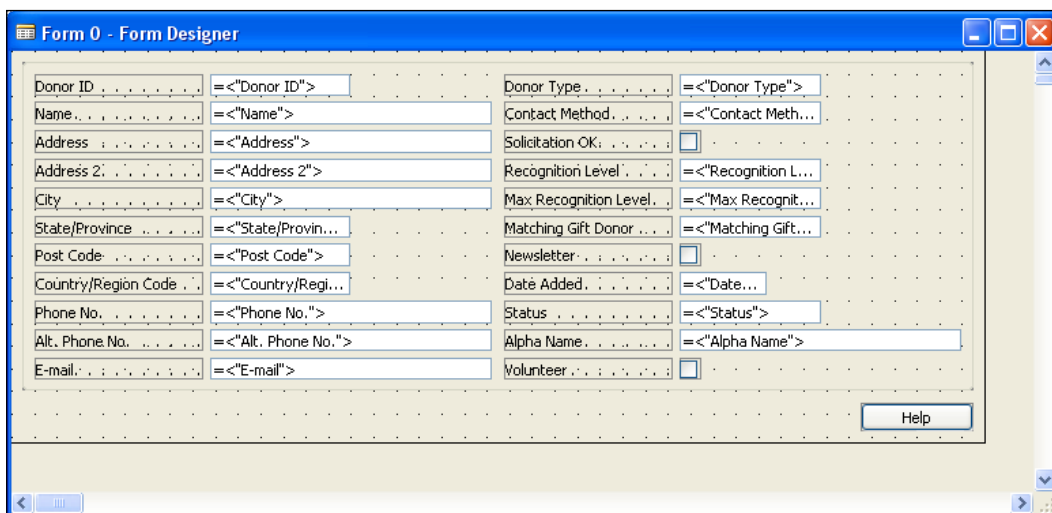 Form 0 - Form Designer
Donor ID =<"Donor ID">
Name =<"Name">
Address =<"Address">
Address 2 =<"Address 2">
City =<"City">
State/Province =<"State/Provin...
Post Code =<"Post Code">
Country/Region Code =<"Country/Regi...
Phone No. =<"Phone No.">
Alt. Phone No. =<"Alt. Phone No.">
E-mail =<"E-mail">
Donor Type =<"Donor Type">
Contact Method =<"Contact Meth...
Solicitation OK
Recognition Level =<"Recognition L...
Max Recognition Level =<"Max Recognit...
Matching Gift Donor =<"Matching Gift...
Newsletter
Date Added =<"Date...
Status =<"Status">
Alpha Name =<"Alpha Name">
Volunteer
Help